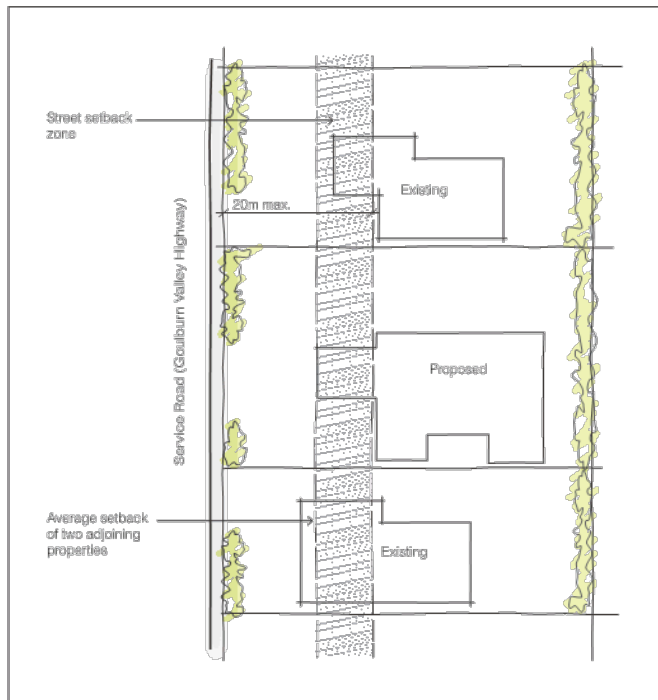 Street setback
zone
Existing
20m max.
Service Road (Goulburn Valley Highway)
Proposed
Average setback
of two adjoining
properties
Existing